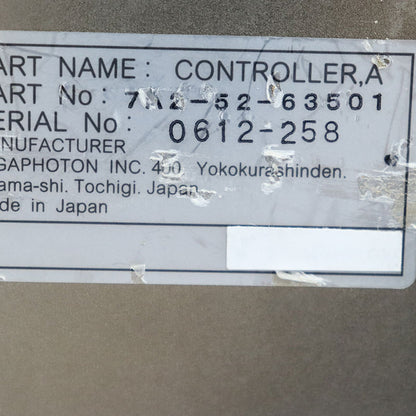 ART NAME: CONTROLLER,A
ART No: 7A2-52-63501
ERIAL No: 0612-258
ANUFACTURER
GAPHOTON INC. 400, Yokokurashinden.
ama-shi. Tochigi. Japan
de in Japan